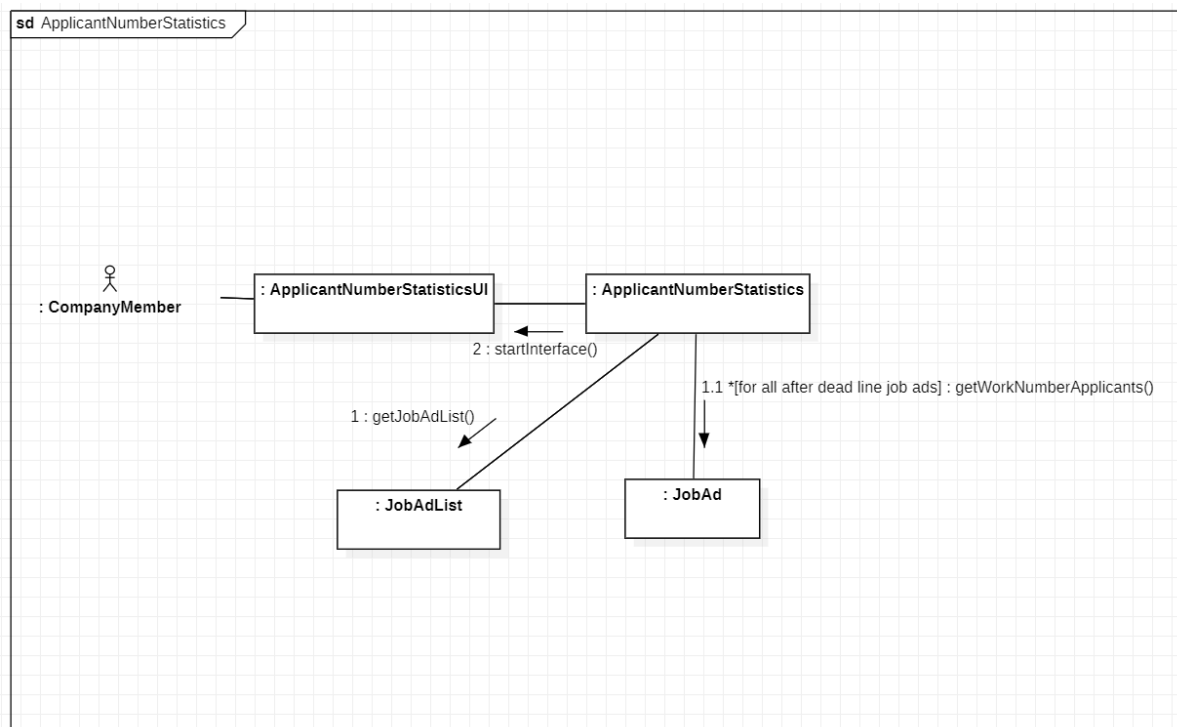 sd ApplicantNumberStatistics
: CompanyMember
: ApplicantNumberStatisticsUI
: ApplicantNumberStatistics
2 : startInterface()
1.1 *[for all after dead line job ads] : getWorkNumberApplicants()
1 : getJobAdList()
: JobAdList
: JobAd